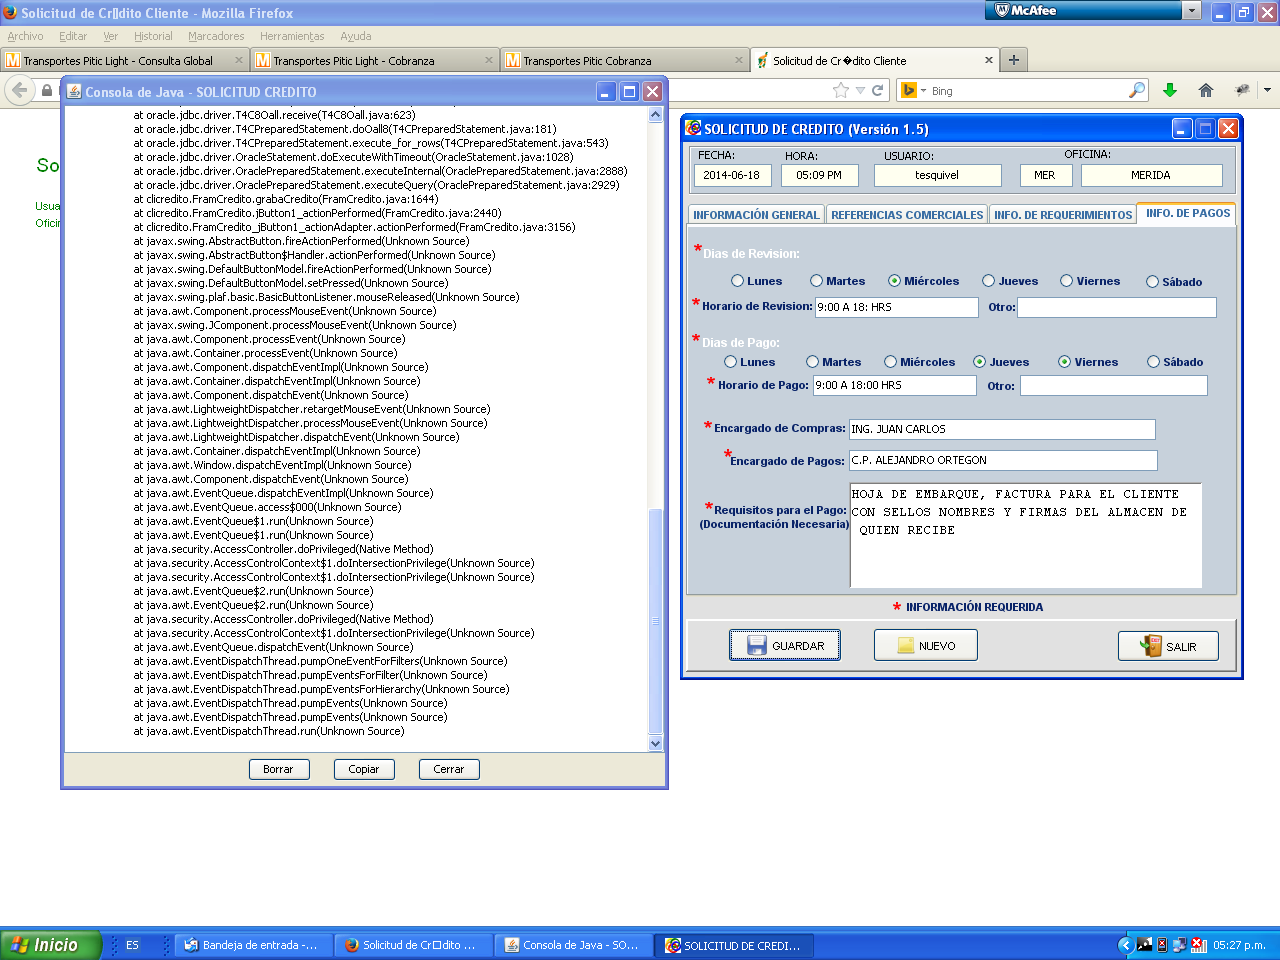 Solicitud de Cr□dito Cliente - Mozilla Firefox
McAfee
Archivo Editar Ver Historial Marcadores Herramientas Ayuda
Transportes Pitic Light - Consulta Global
Transportes Pitic Light - Cobranza
Transportes Pitic Cobranza
Solicitud de Cr�dito Cliente
Bing
So
Usua
Oficin
Consola de Java - SOLICITUD CREDITO
at oracle.jdbc.driver.T4C8Oall.receive(T4C8Oall.java:623)
at oracle.jdbc.driver.T4CPreparedStatement.doOall8(T4CPreparedStatement.java:181)
at oracle.jdbc.driver.T4CPreparedStatement.execute_for_rows(T4CPreparedStatement.java:543)
at oracle.jdbc.driver.OracleStatement.doExecuteWithTimeout(OracleStatement.java:1028)
at oracle.jdbc.driver.OraclePreparedStatement.executeInternal(OraclePreparedStatement.java:2888)
at oracle.jdbc.driver.OraclePreparedStatement.executeQuery(OraclePreparedStatement.java:2929)
at clicredito.FramCredito.grabaCredito(FramCredito.java:1644)
at clicredito.FramCredito.jButton1_actionPerformed(FramCredito.java:2440)
at clicredito.FramCredito_jButton1_actionAdapter.actionPerformed(FramCredito.java:3156)
at javax.swing.AbstractButton.fireActionPerformed(Unknown Source)
at javax.swing.AbstractButton$Handler.actionPerformed(Unknown Source)
at javax.swing.DefaultButtonModel.fireActionPerformed(Unknown Source)
at javax.swing.DefaultButtonModel.setPressed(Unknown Source)
at javax.swing.plaf.basic.BasicButtonListener.mouseReleased(Unknown Source)
at java.awt.Component.processMouseEvent(Unknown Source)
at javax.swing.JComponent.processMouseEvent(Unknown Source)
at java.awt.Component.processEvent(Unknown Source)
at java.awt.Container.processEvent(Unknown Source)
at java.awt.Component.dispatchEventImpl(Unknown Source)
at java.awt.Container.dispatchEventImpl(Unknown Source)
at java.awt.Component.dispatchEvent(Unknown Source)
at java.awt.LightweightDispatcher.retargetMouseEvent(Unknown Source)
at java.awt.LightweightDispatcher.processMouseEvent(Unknown Source)
at java.awt.LightweightDispatcher.dispatchEvent(Unknown Source)
at java.awt.Container.dispatchEventImpl(Unknown Source)
at java.awt.Window.dispatchEventImpl(Unknown Source)
at java.awt.Component.dispatchEvent(Unknown Source)
at java.awt.EventQueue.dispatchEventImpl(Unknown Source)
at java.awt.EventQueue.access$000(Unknown Source)
at java.awt.EventQueue$1.run(Unknown Source)
at java.awt.EventQueue$1.run(Unknown Source)
at java.security.AccessController.doPrivileged(Native Method)
at java.security.AccessControlContext$1.doIntersectionPrivilege(Unknown Source)
at java.security.AccessControlContext$1.doIntersectionPrivilege(Unknown Source)
at java.awt.EventQueue$2.run(Unknown Source)
at java.awt.EventQueue$2.run(Unknown Source)
at java.security.AccessController.doPrivileged(Native Method)
at java.security.AccessControlContext$1.doIntersectionPrivilege(Unknown Source)
at java.awt.EventQueue.dispatchEvent(Unknown Source)
at java.awt.EventDispatchThread.pumpOneEventForFilters(Unknown Source)
at java.awt.EventDispatchThread.pumpEventsForFilter(Unknown Source)
at java.awt.EventDispatchThread.pumpEventsForHierarchy(Unknown Source)
at java.awt.EventDispatchThread.pumpEvents(Unknown Source)
at java.awt.EventDispatchThread.pumpEvents(Unknown Source)
at java.awt.EventDispatchThread.run(Unknown Source)
Borrar Copiar Cerrar
SOLICITUD DE CREDITO (Versión 1.5)
FECHA: HORA: USUARIO: OFICINA:
2014-06-18 05:09 PM tesquivel MER MERIDA
INFORMACIÓN GENERAL REFERENCIAS COMERCIALES INFO. DE REQUERIMIENTOS INFO. DE PAGOS
*Dias de Revision:
Lunes Martes Miércoles Jueves Viernes Sábado
*Horario de Revision: 9:00 A 18: HRS Otro:
*Dias de Pago:
Lunes Martes Miércoles Jueves Viernes Sábado
*Horario de Pago: 9:00 A 18:00 HRS Otro:
*Encargado de Compras: ING. JUAN CARLOS
*Encargado de Pagos: C.P. ALEJANDRO ORTEGON
*Requisitos para el Pago:
(Documentación Necesaria)
HOJA DE EMBARQUE, FACTURA PARA EL CLIENTE
CON SELLOS NOMBRES Y FIRMAS DEL ALMACEN DE
QUIEN RECIBE
* INFORMACIÓN REQUERIDA
GUARDAR NUEVO SALIR
Inicio
ES
Bandeja de entrada -...
Solicitud de Cr□dito ...
Consola de Java - SO...
SOLICITUD DE CREDI...
05:27 p.m.